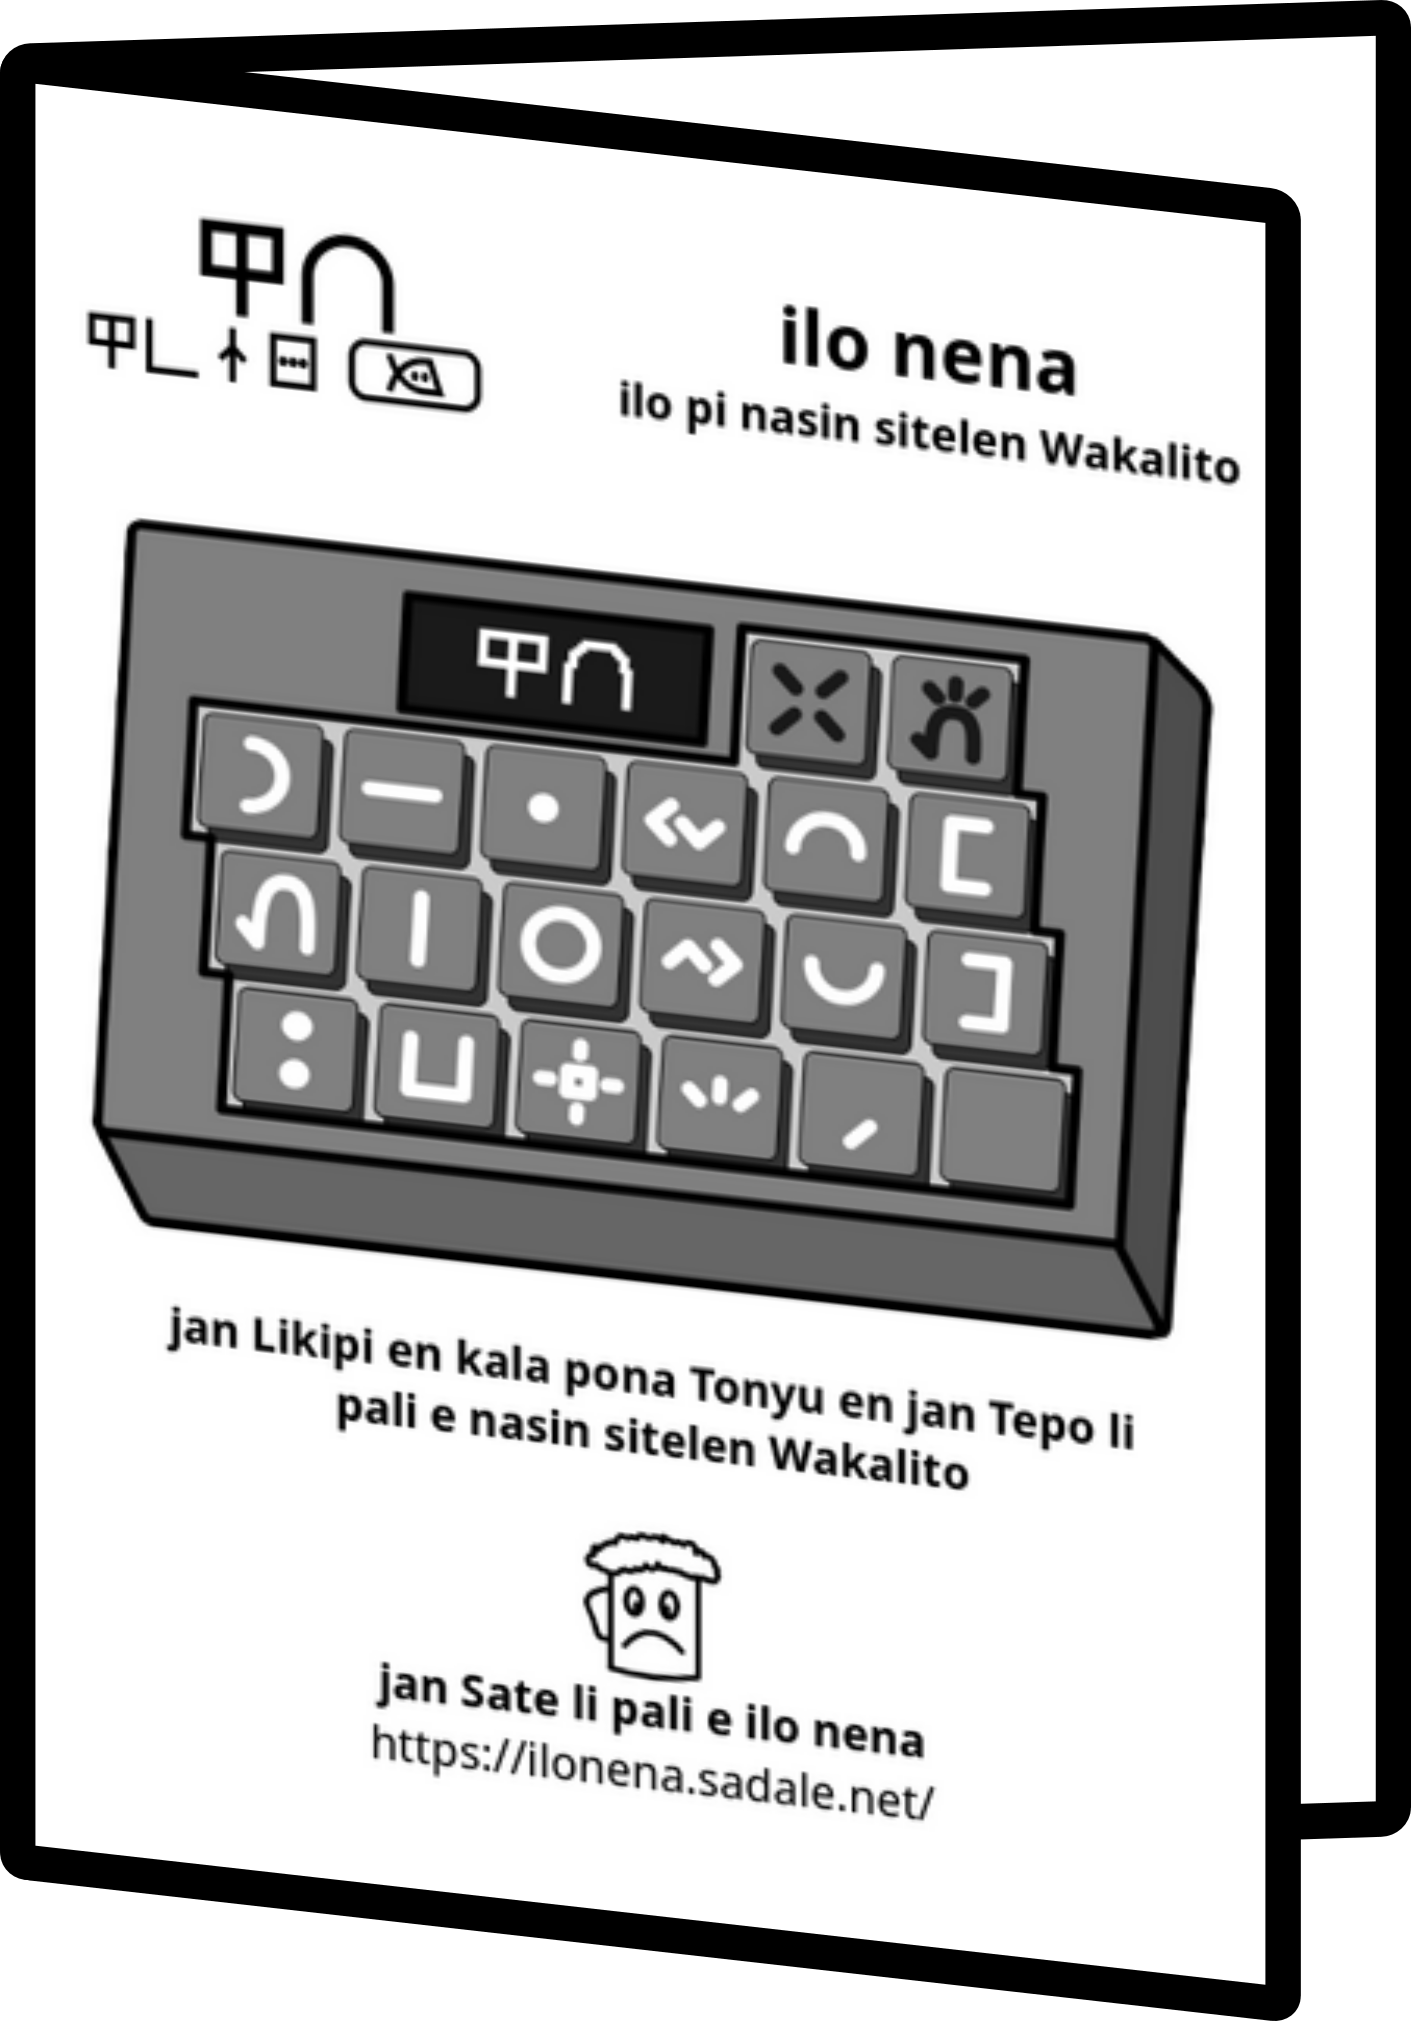 ilo nena
ilo pi nasin sitelen Wakalito
jan Likipi en kala pona Tonyu en jan Tepo li
pali e nasin sitelen Wakalito
jan Sate li pali e ilo nena
https://ilonena.sadale.net/